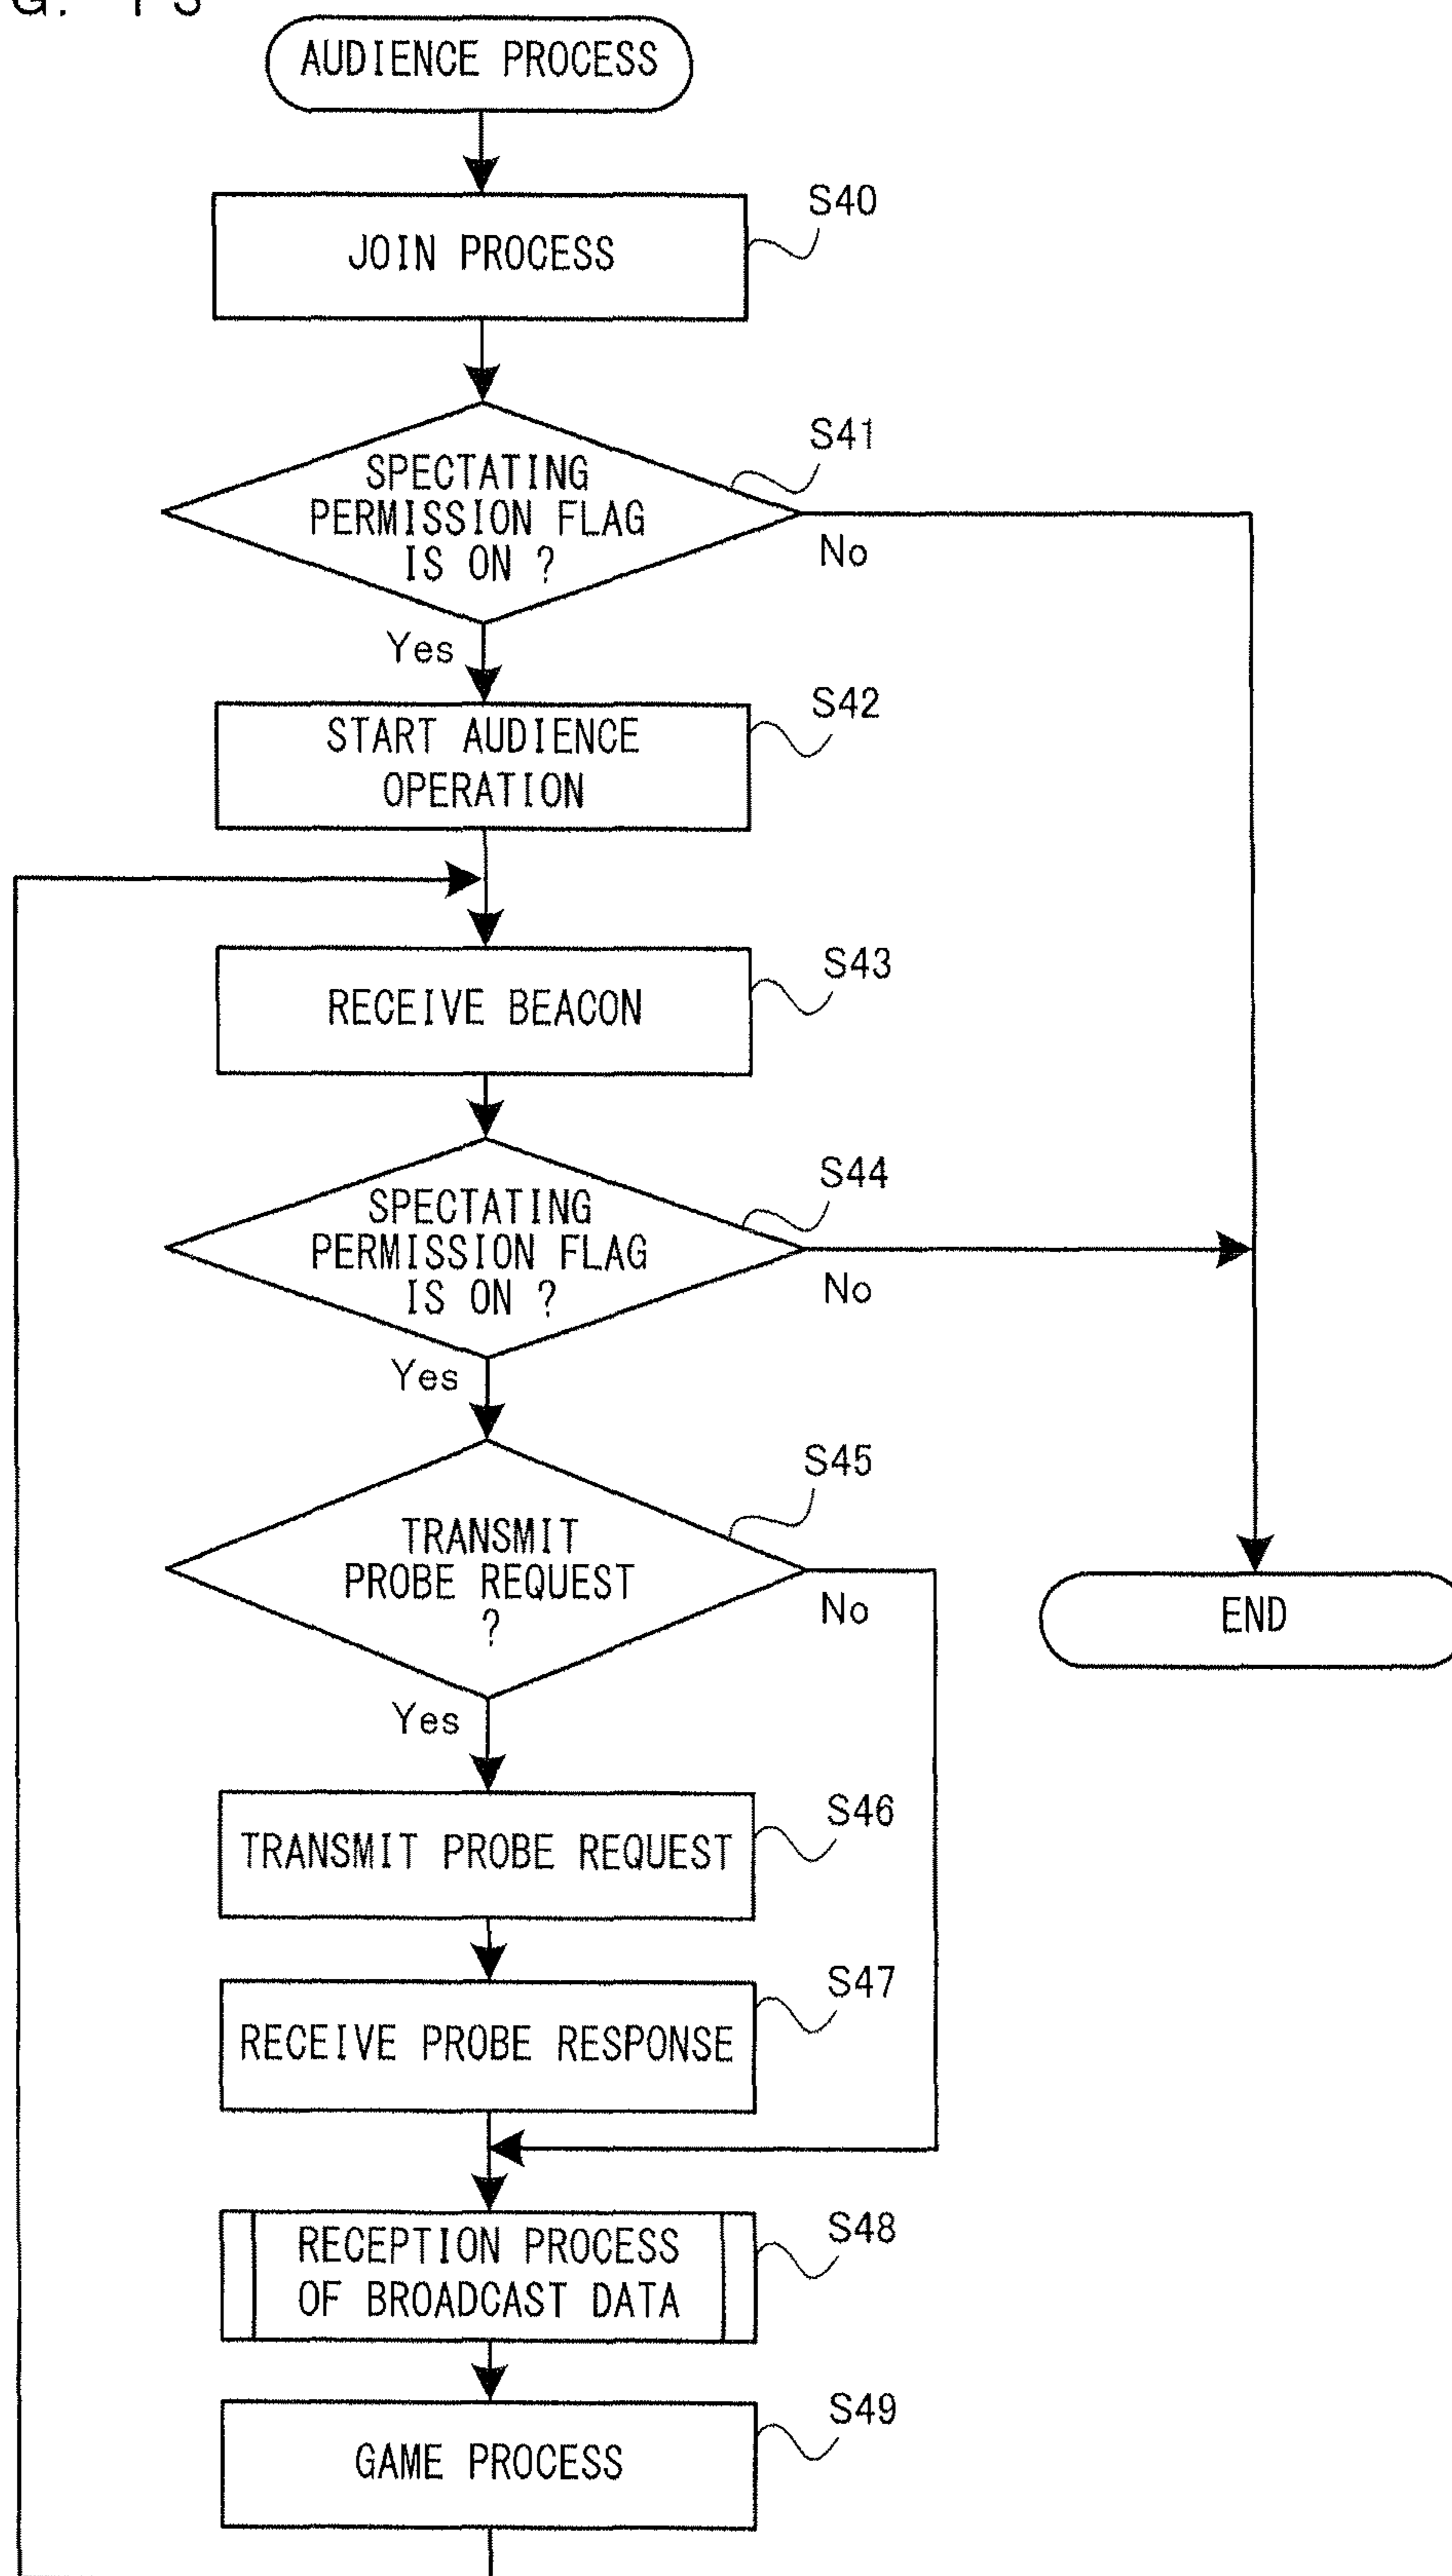 AUDIENCE PROCESS
S40
JOIN PROCESS
S41
SPECTATING
PERMISSION FLAG
IS ON ?
No
Yes
S42
START AUDIENCE
OPERATION
S43
RECEIVE BEACON
S44
SPECTATING
PERMISSION FLAG
IS ON ?
No
Yes
S45
TRANSMIT
PROBE REQUEST
?
No
END
Yes
S46
TRANSMIT PROBE REQUEST
S47
RECEIVE PROBE RESPONSE
S48
RECEPTION PROCESS
OF BROADCAST DATA
S49
GAME PROCESS